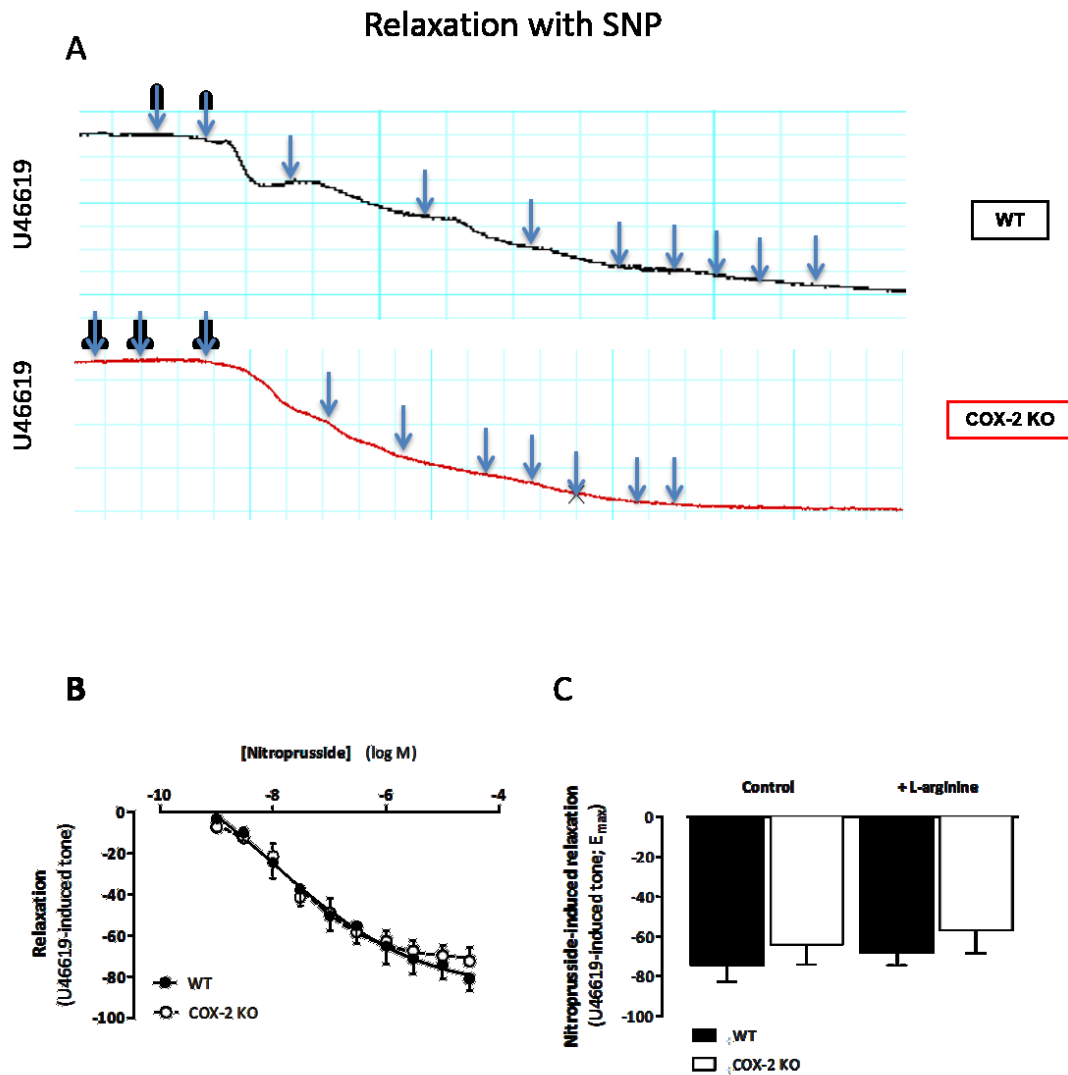 Relaxation with SNP
A
U46619
WT
U46619
COX-2 KO
B
[Nitroprusside] (log M)
-10 -8 -6 -4
0
-20
-40
-60
-80
-100
Relaxation
(U46619-induced tone)
WT
COX-2 KO
C
Control + L-arginine
0
-20
-40
-60
-80
-100
Nitroprusside-induced relaxation
(U46619-induced tone; Emax)
WT
COX-2 KO